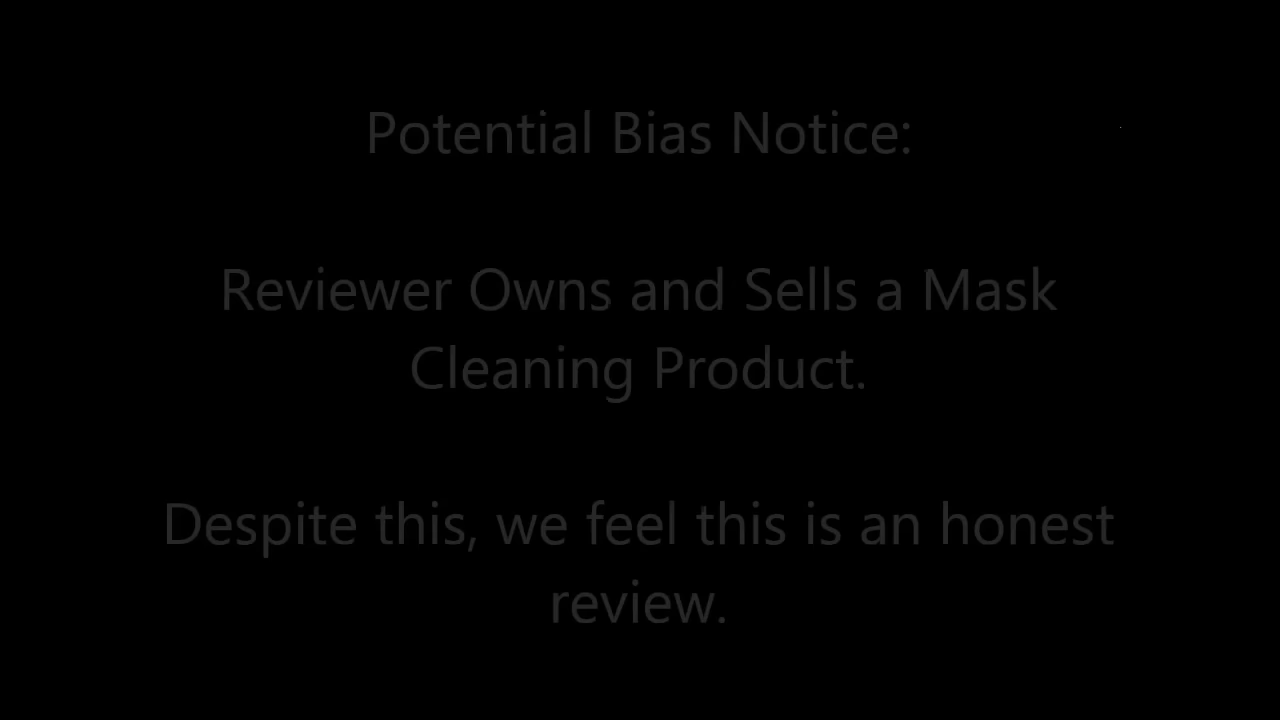 Potential Bias Notice:
Reviewer Owns and Sells a Mask
Cleaning Product.
Despite this, we feel this is an honest
review.